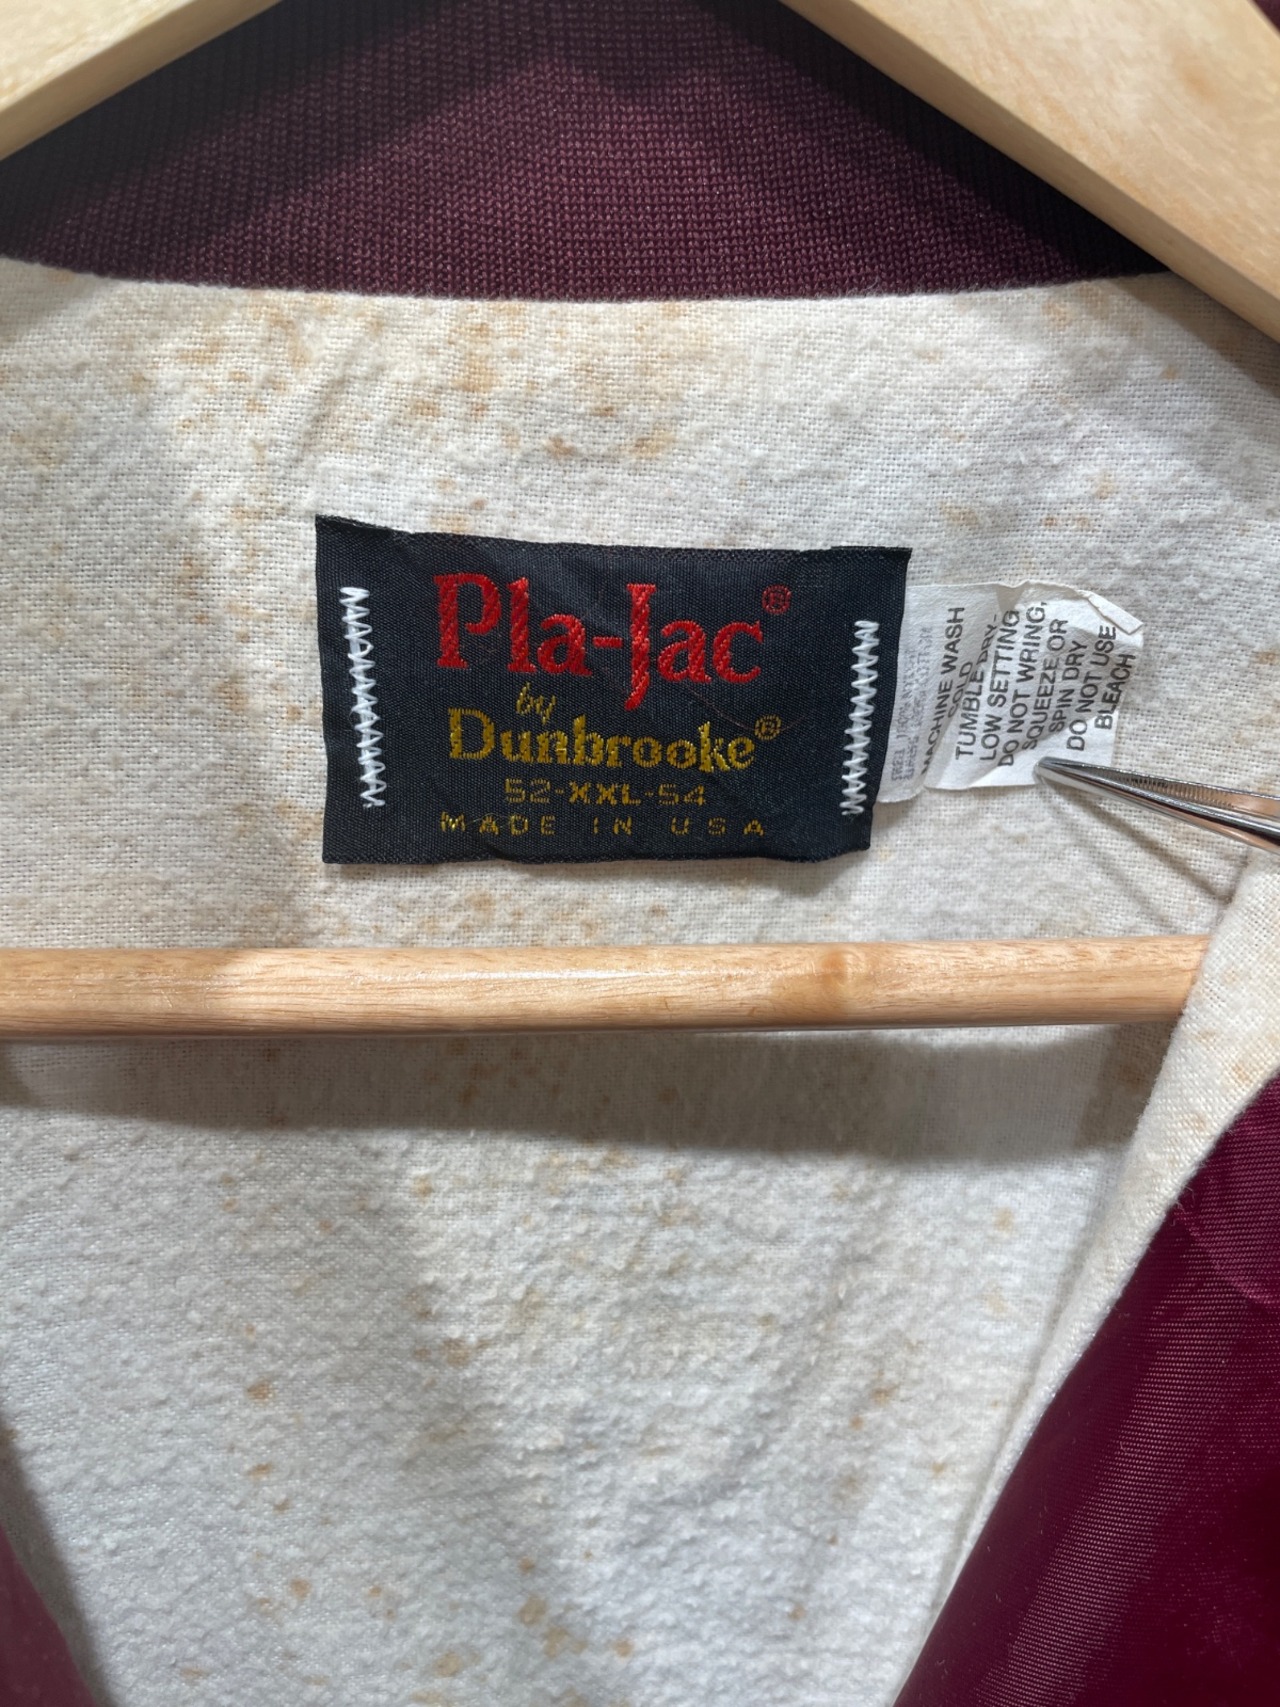 Pla-Jac®
by
Dunbrooke®
52-XXL-54
MADE IN USA
MACHINE WASH
COLD
TUMBLE DRY-
LOW SETTING
DO NOT WRING,
SQUEEZE OR
SPIN DRY
DO NOT USE
BLEACH